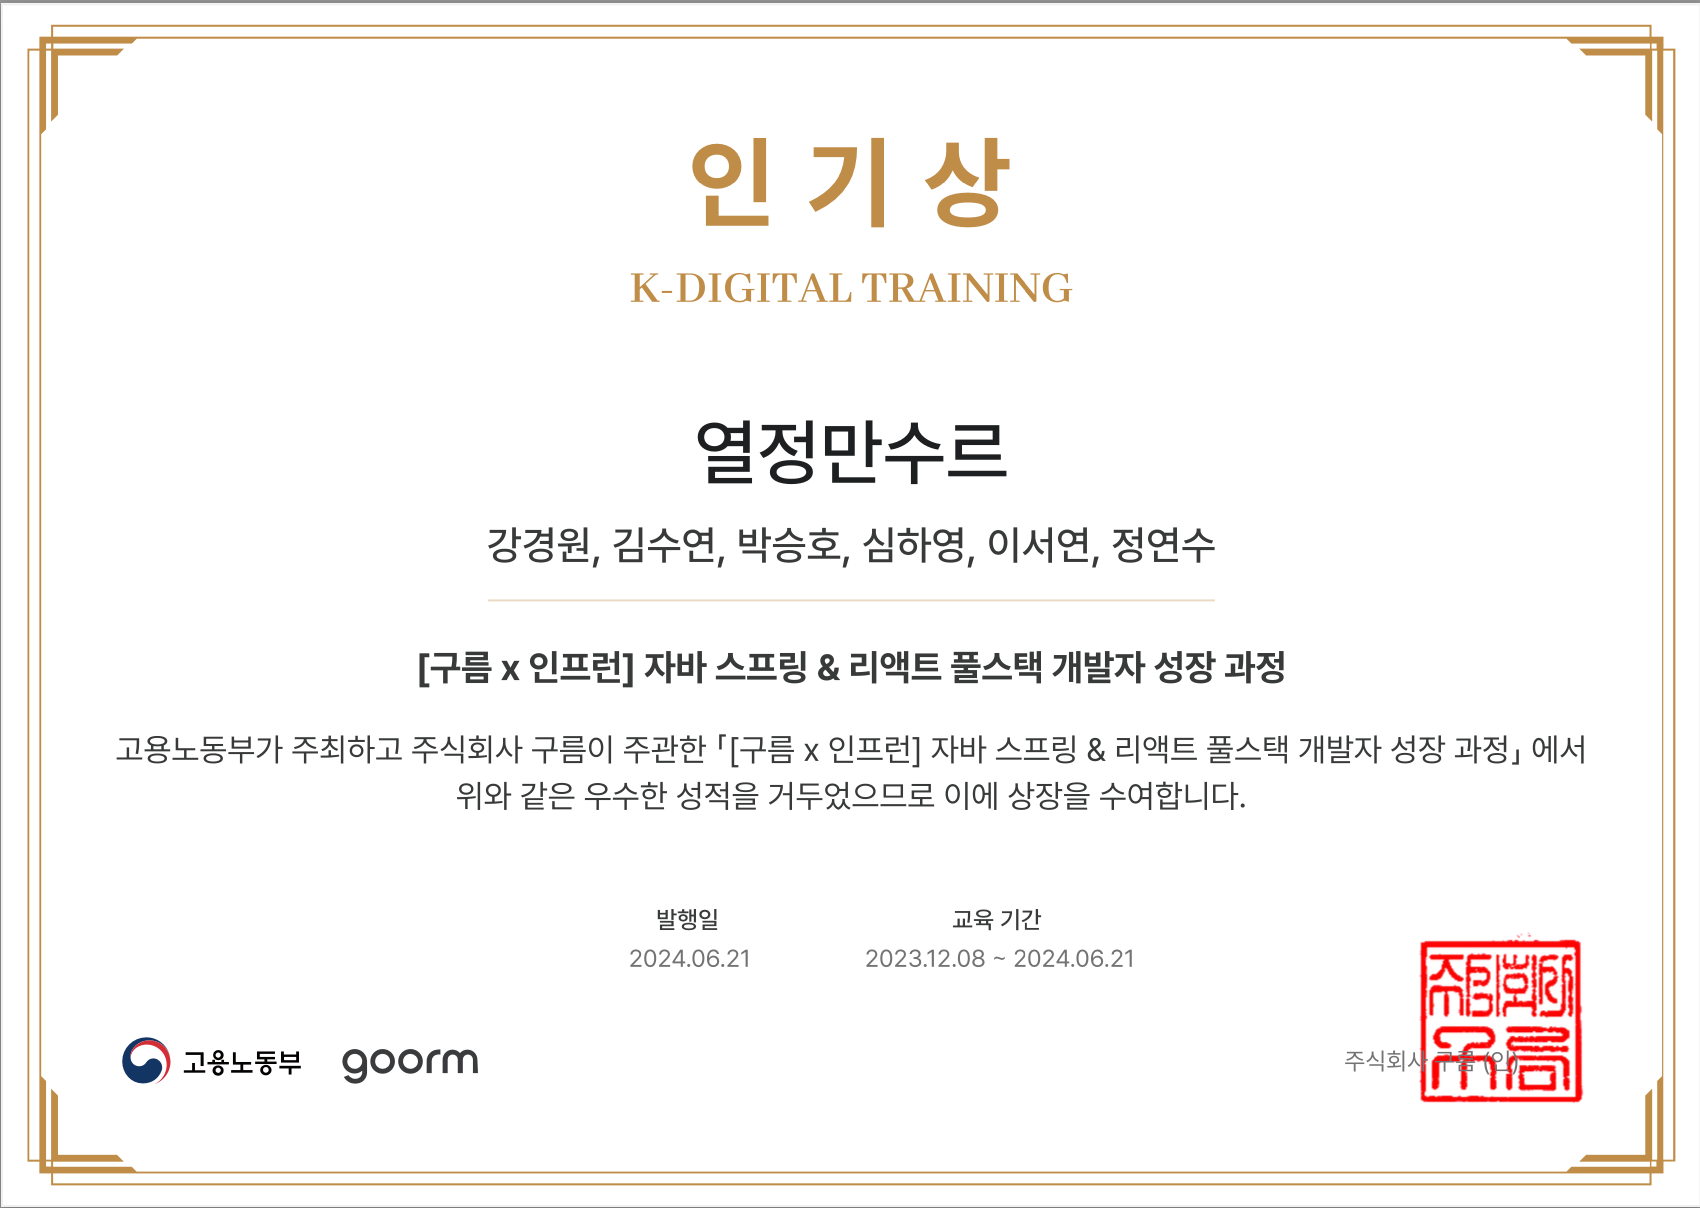 인기상
K-DIGITAL TRAINING
열정만수르
강경원, 김수연, 박승호, 심하영, 이서연, 정연수
[구름 x 인프런] 자바 스프링 & 리액트 풀스택 개발자 성장 과정
고용노동부가 주최하고 주식회사 구름이 주관한 「[구름 x 인프런] 자바 스프링 & 리액트 풀스택 개발자 성장 과정」 에서
위와 같은 우수한 성적을 거두었으므로 이에 상장을 수여합니다.
발행일
2024.06.21
교육 기간
2023.12.08 ~ 2024.06.21
고용노동부
goorm
주식회사 구름 (인)